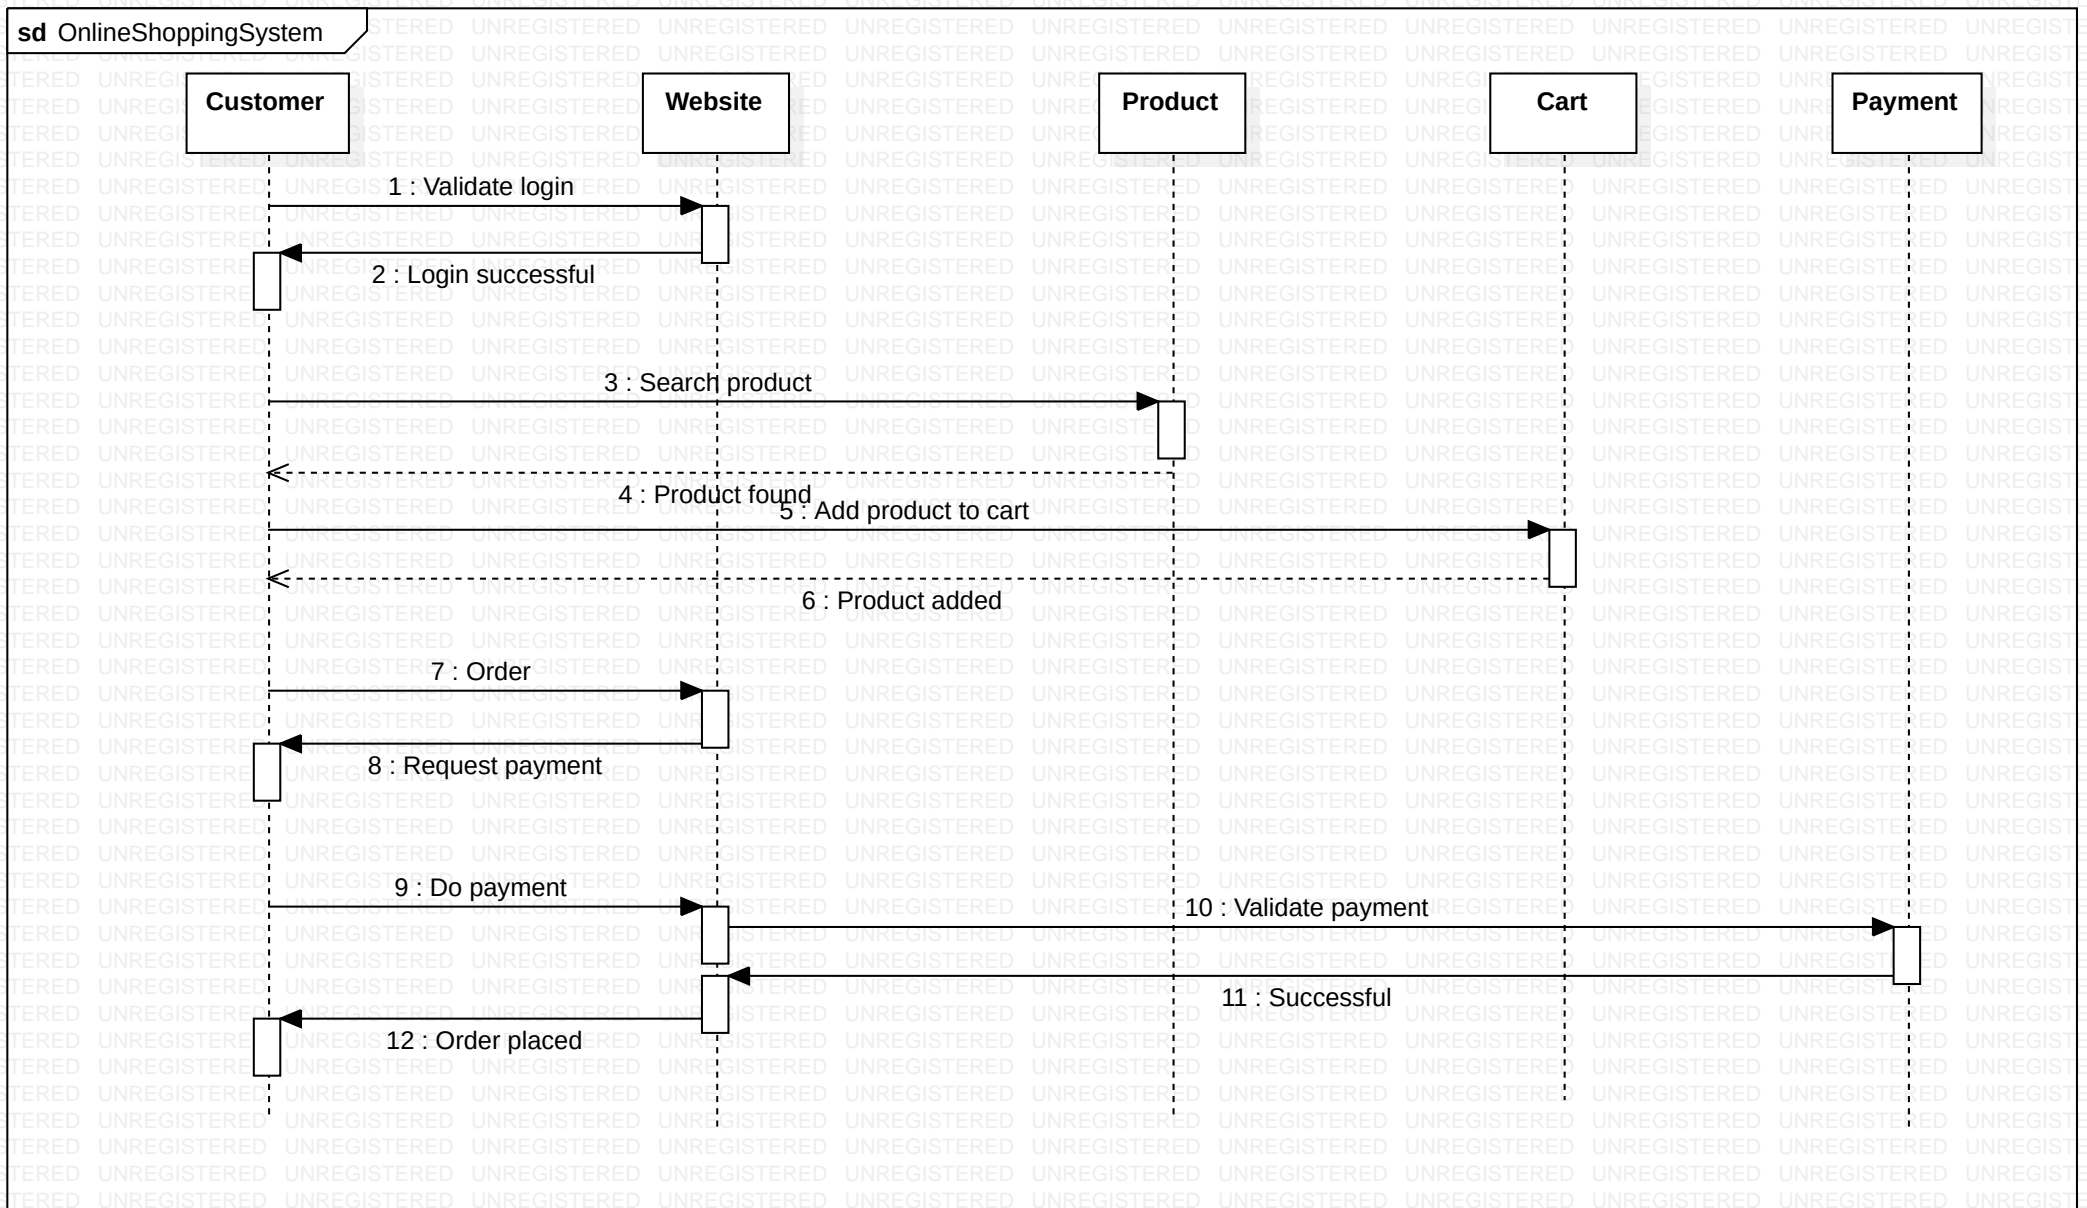 sd OnlineShoppingSystem
Customer
Website
Product
Cart
Payment
1 : Validate login
2 : Login successful
3 : Search product
4 : Product found
5 : Add product to cart
6 : Product added
7 : Order
8 : Request payment
9 : Do payment
10 : Validate payment
11 : Successful
12 : Order placed
UNREGISTERED